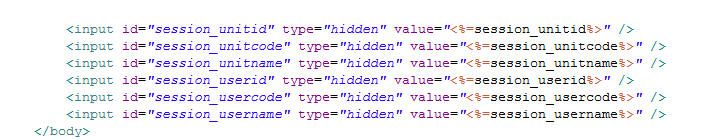 <input id="session_unitid" type="hidden" value="<%=session_unitid%>" />
<input id="session_unitcode" type="hidden" value="<%=session_unitcode%>" />
<input id="session_unitname" type="hidden" value="<%=session_unitname%>" />
<input id="session_userid" type="hidden" value="<%=session_userid%>" />
<input id="session_usercode" type="hidden" value="<%=session_usercode%>" />
<input id="session_username" type="hidden" value="<%=session_username%>" />
</body>